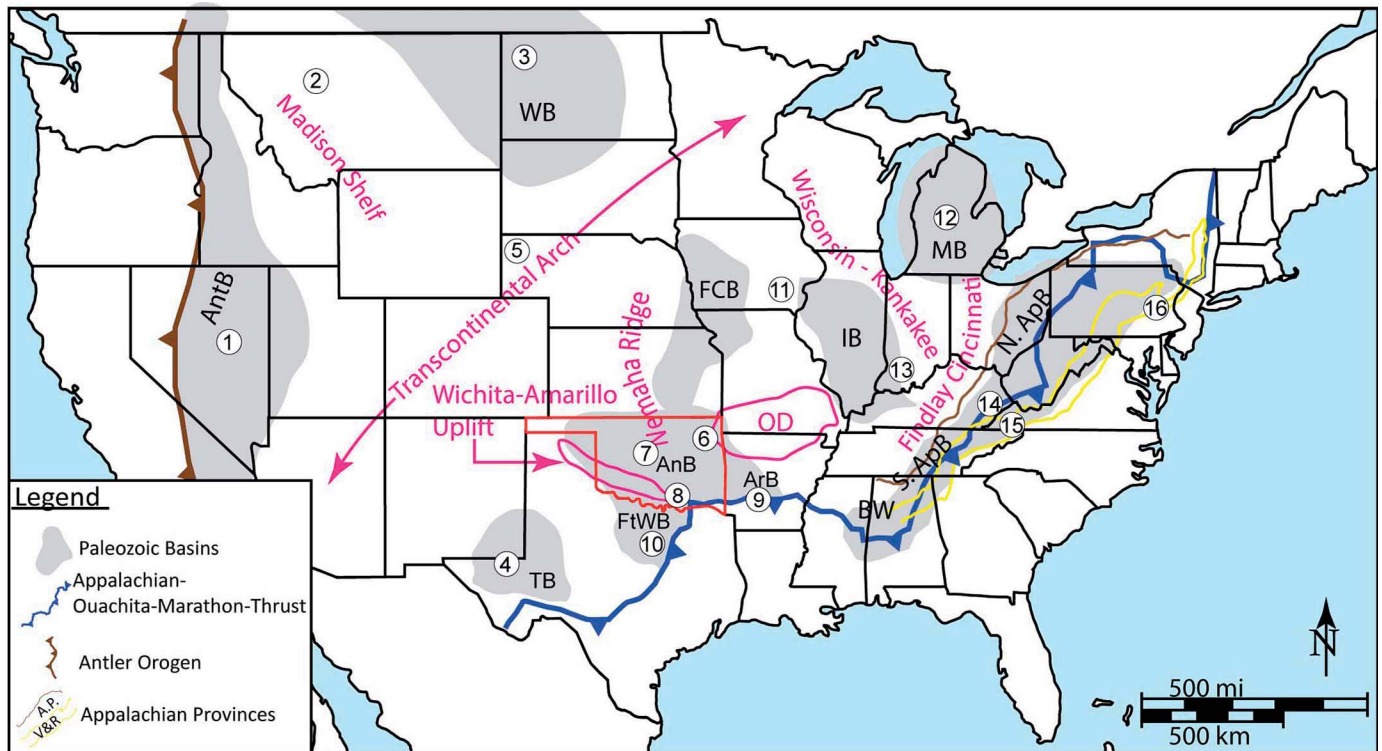 3
2
WB
Madison Shelf
Transcontinental Arch
Wisconsin - Kankakee
12
MB
5
AntB
1
FCB
11
IB
13
Findlay Cincinnati
N. ApB
16
Nemaha Ridge
Wichita-Amarillo
Uplift
OD
6
7
AnB
14
15
S. ApB
8
ArB
9
BW
FtWB
10
4
TB
Legend
Paleozoic Basins
Appalachian-
Ouachita-Marathon-Thrust
Antler Orogen
A.P.
V&R
Appalachian Provinces
N
500 mi
500 km